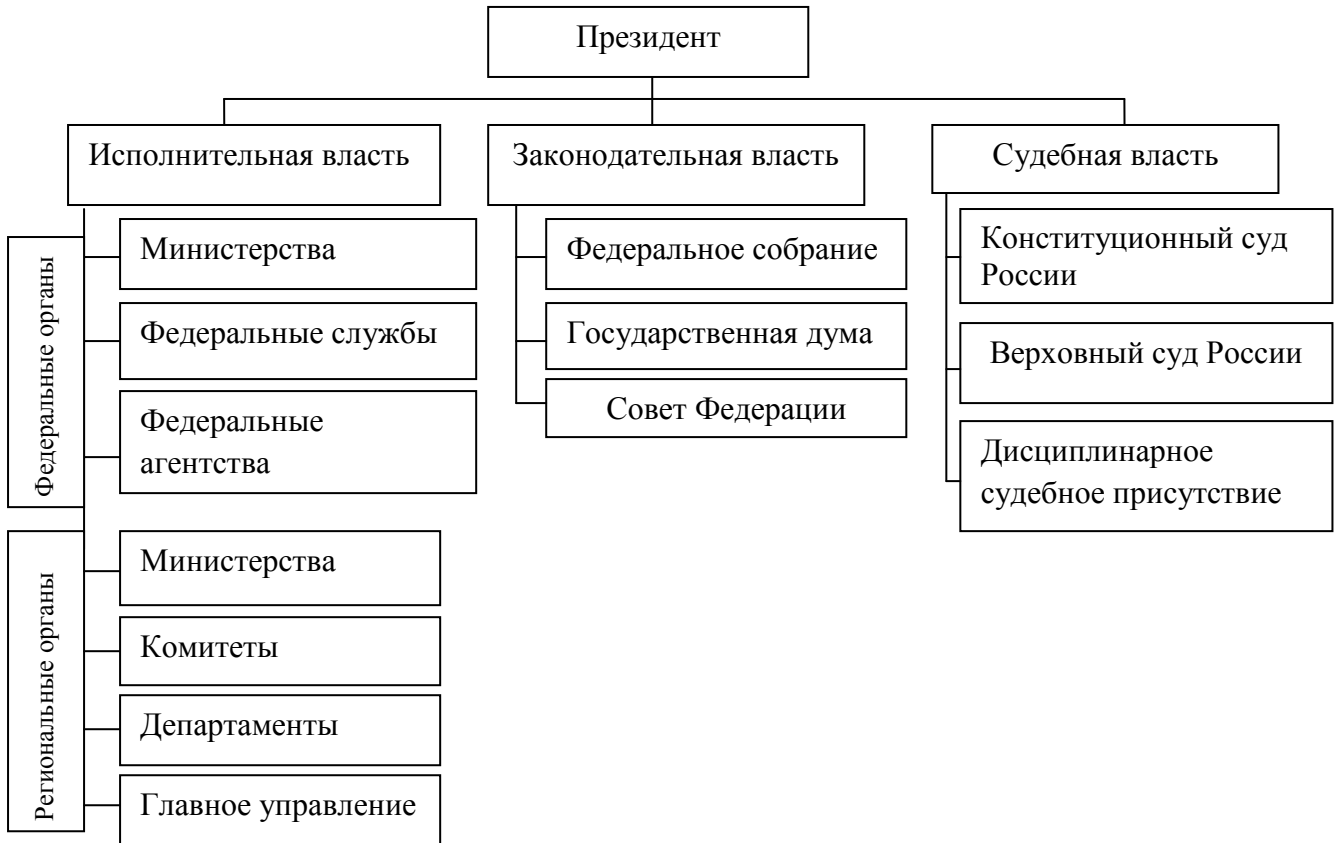 Президент
Исполнительная власть
Федеральные органы
Министерства
Федеральные службы
Федеральные
агентства
Региональные органы
Министерства
Комитеты
Департаменты
Главное управление
Законодательная власть
Федеральное собрание
Государственная дума
Совет Федерации
Судебная власть
Конституционный суд
России
Верховный суд России
Дисциплинарное
судебное присутствие